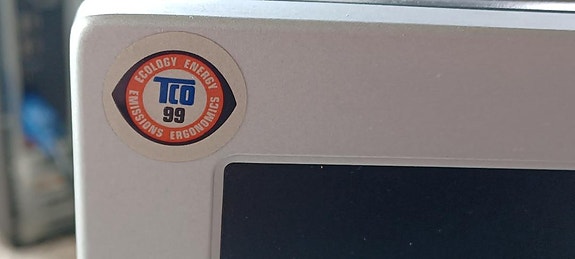 ECOLOGY ENERGY
TCO
99
EMISSIONS ERGONOMICS